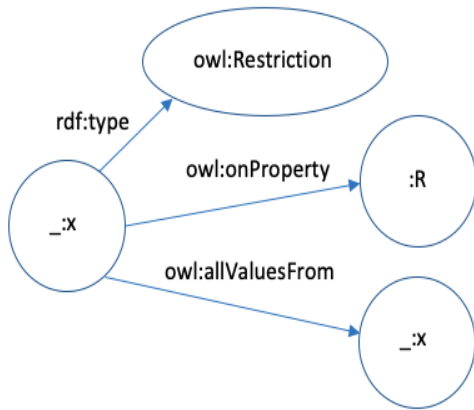 owl:Restriction
rdf:type
owl:onProperty
:R
_:x
owl:allValuesFrom
_:x